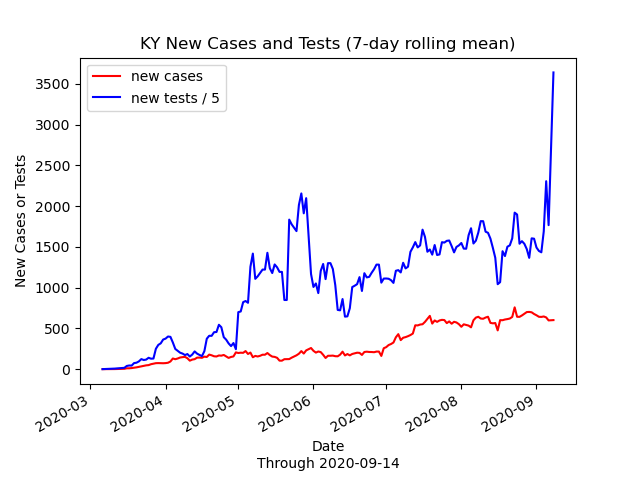 KY New Cases and Tests (7-day rolling mean)
new cases
new tests / 5
New Cases or Tests
3500
3000
2500
2000
1500
1000
500
0
2020-03
2020-04
2020-05
2020-06
2020-07
2020-08
2020-09
Date
Through 2020-09-14